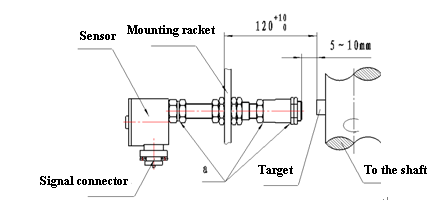 120 +10 0
Mounting racket
Sensor
5~10mm
a
Target
To the shaft
Signal connector